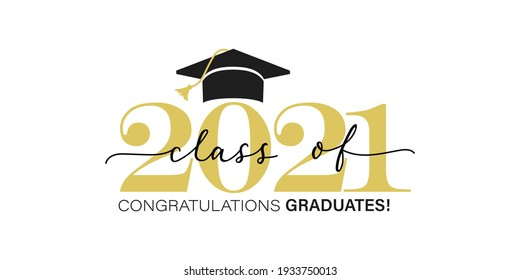 class of
2021
CONGRATULATIONS GRADUATES!
shutterstock.com · 1933750013